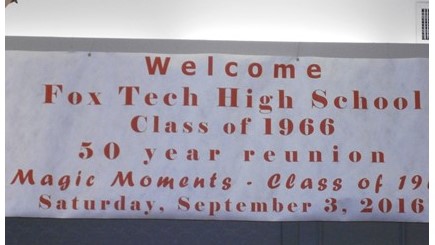 Welcome
Fox Tech High School
Class of 1966
50 year reunion
Magic Moments - Class of
Saturday, September 3, 2016